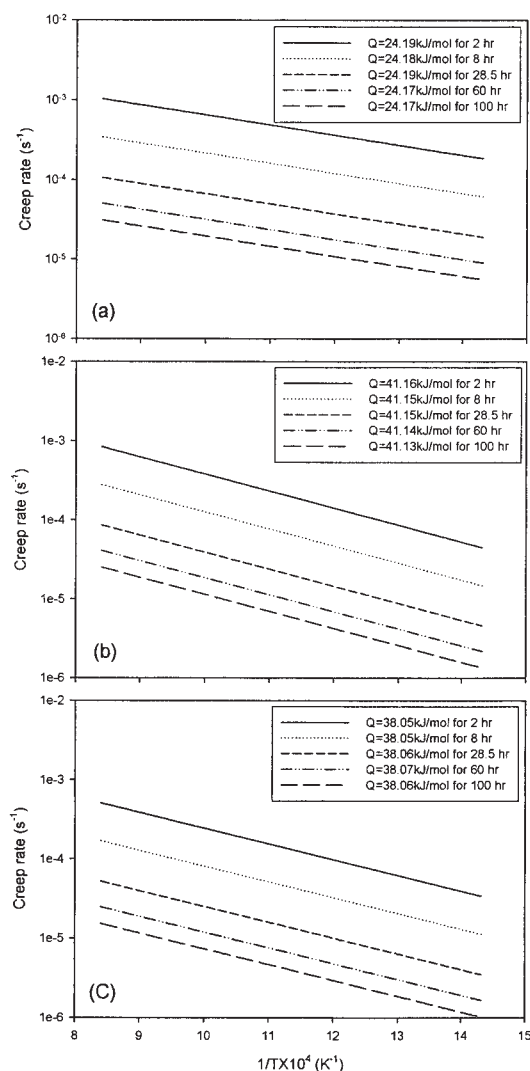 10⁻²
Q=24.19kJ/mol for 2 hr
Q=24.18kJ/mol for 8 hr
Q=24.19kJ/mol for 28.5 hr
Q=24.17kJ/mol for 60 hr
Q=24.17kJ/mol for 100 hr
10⁻³
Creep rate (s⁻¹)
10⁻⁴
10⁻⁵
(a)
10⁻⁶
1e-2
Q=41.16kJ/mol for 2 hr
Q=41.15kJ/mol for 8 hr
Q=41.15kJ/mol for 28.5 hr
Q=41.14kJ/mol for 60 hr
Q=41.13kJ/mol for 100 hr
1e-3
Creep rate (s⁻¹)
1e-4
1e-5
(b)
1e-6
1e-2
Q=38.05kJ/mol for 2 hr
Q=38.05kJ/mol for 8 hr
Q=38.06kJ/mol for 28.5 hr
Q=38.07kJ/mol for 60 hr
Q=38.06kJ/mol for 100 hr
1e-3
Creep rate (s⁻¹)
1e-4
1e-5
(C)
1e-6
8 9 10 11 12 13 14 15
1/TX10⁴ (K⁻¹)